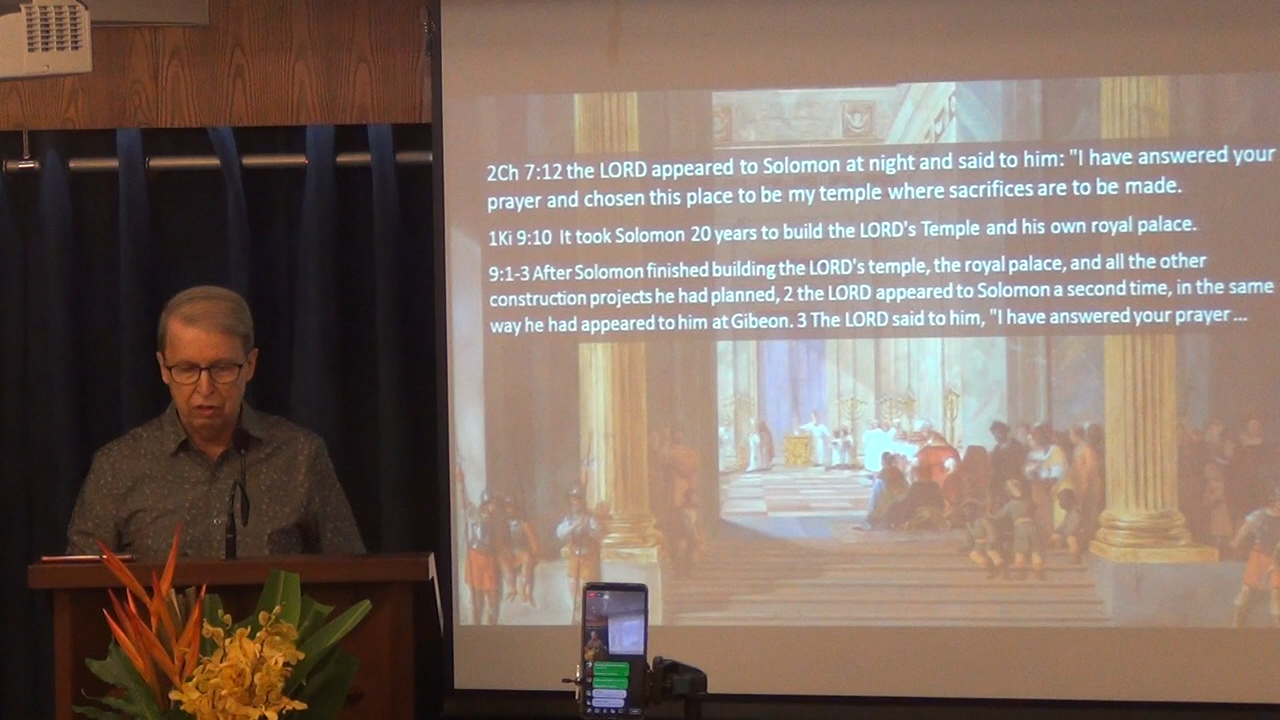 2Ch 7:12 the LORD appeared to Solomon at night and said to him: "I have answered your
prayer and chosen this place to be my temple where sacrifices are to be made.
1Ki 9:10 It took Solomon 20 years to build the LORD's Temple and his own royal palace.
9:1-3 After Solomon finished building the LORD's temple, the royal palace, and all the other
construction projects he had planned, 2 the LORD appeared to Solomon a second time, in the same
way he had appeared to him at Gibeon. 3 The LORD said to him, "I have answered your prayer ...